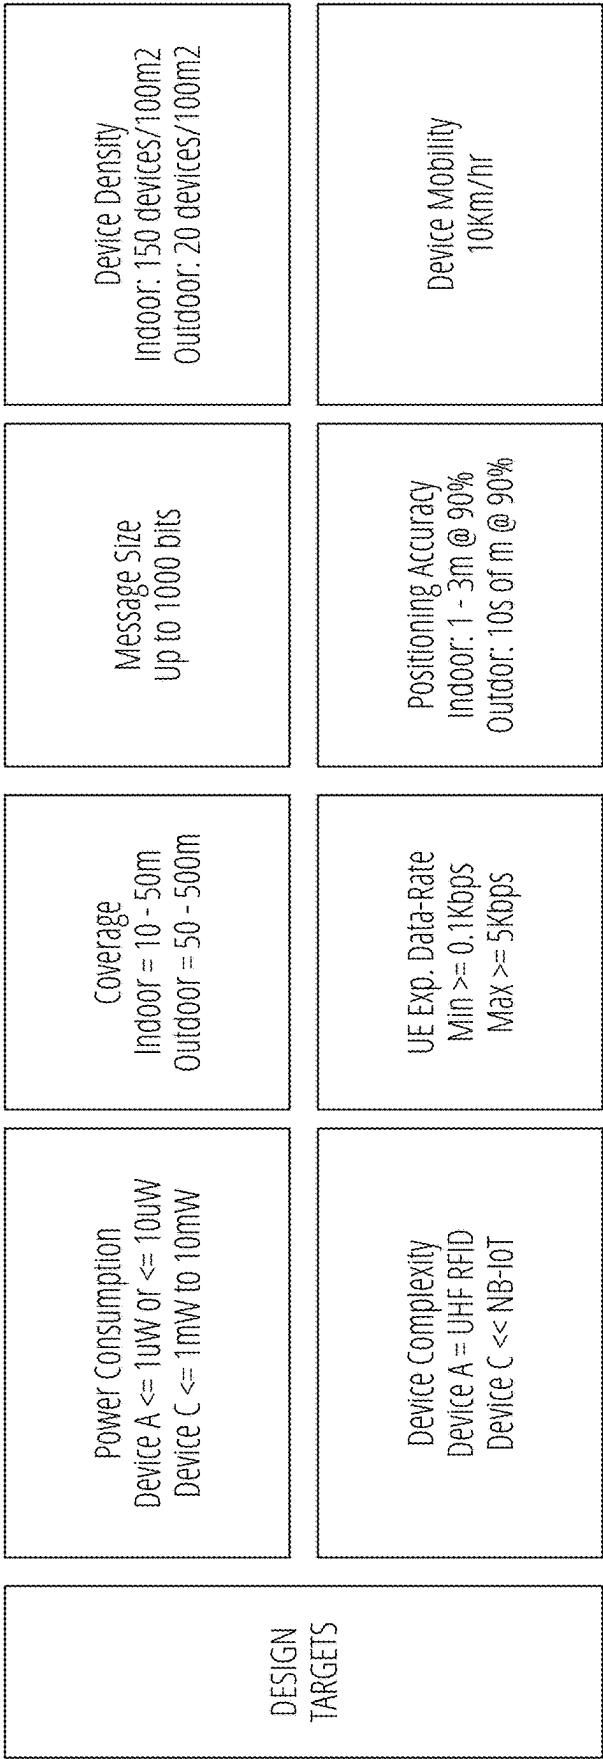 DESIGN
TARGETS
Power Consumption
Device A <= 1uW or <= 10uW
Device C <= 1mW to 10mW
Coverage
Indoor = 10 - 50m
Outdoor = 50 - 500m
Message Size
Up to 1000 bits
Device Density
Indoor: 150 devices/100m2
Outdoor: 20 devices/100m2
Device Complexity
Device A = UHF RFID
Device C << NB-IoT
UE Exp. Data-Rate
Min >= 0.1Kbps
Max >= 5Kbps
Positioning Accuracy
Indoor: 1 - 3m @ 90%
Outdor: 10s of m @ 90%
Device Mobility
10Km/hr